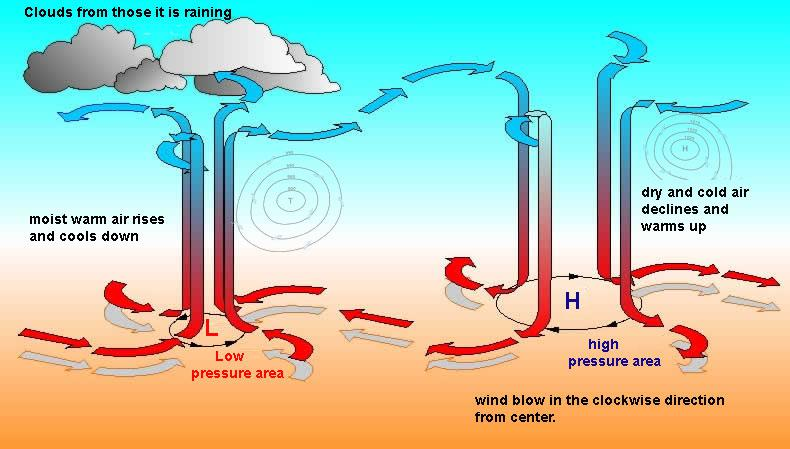 Clouds from those it is raining
moist warm air rises
and cools down
T
L
Low
pressure area
H
dry and cold air
declines and
warms up
H
high
pressure area
wind blow in the clockwise direction
from center.